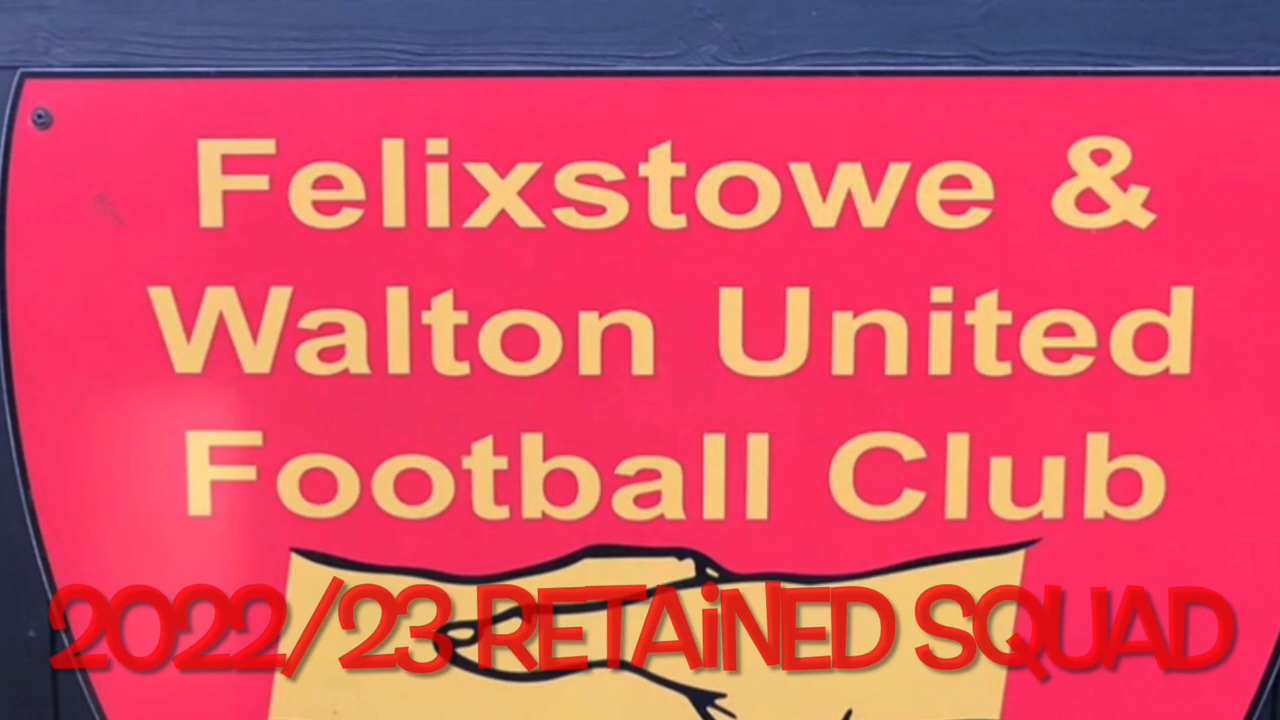 Felixstowe &
Walton United
Football Club
2022/23 RETAiNED SQUAD